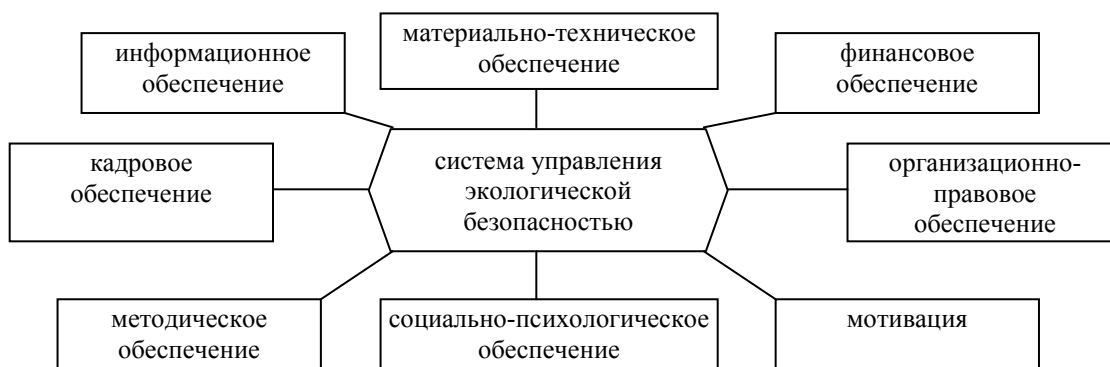 информационное
обеспечение
материально-техническое
обеспечение
финансовое
обеспечение
кадровое
обеспечение
система управления
экологической
безопасностью
организационно-
правовое
обеспечение
методическое
обеспечение
социально-психологическое
обеспечение
мотивация